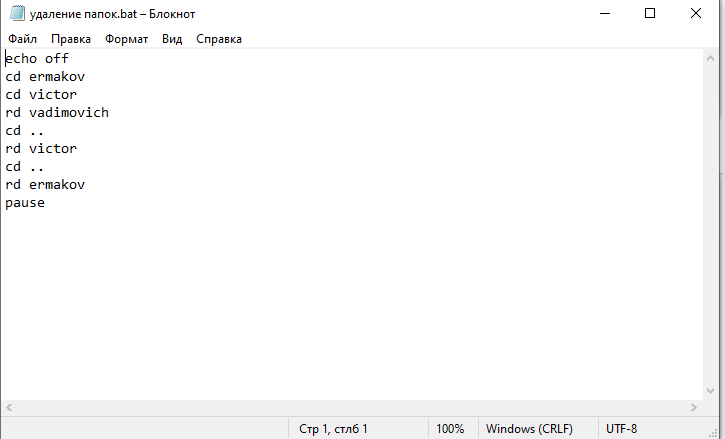 удаление папок.bat – Блокнот
Файл Правка Формат Вид Справка
echo off
cd ermakov
cd victor
rd vadimovich
cd ..
rd victor
cd ..
rd ermakov
pause
Стр 1, стлб 1 100% Windows (CRLF) UTF-8